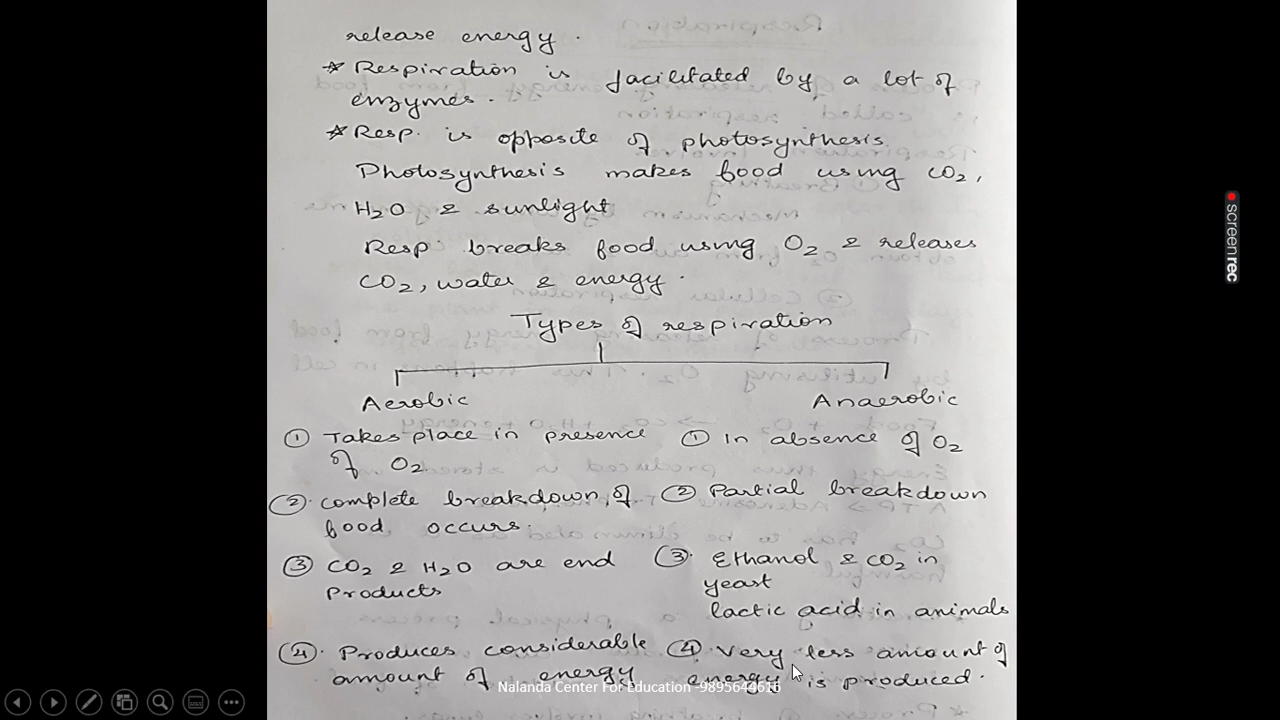 release energy.
* Respiration is facilitated by a lot of
enzymes.
* Resp. is opposite of photosynthesis.
Photosynthesis makes food using CO₂,
H₂O & sunlight
Resp. breaks food using O₂ & releases
CO₂, water & energy.
Types of respiration
Aerobic
Anaerobic
① Takes place in presence
of O₂
② complete breakdown of
food occurs.
③ CO₂ & H₂O are end
Products
④ Produces considerable
amount of energy
① In absence of O₂
② Partial breakdown
③ Ethanol & CO₂ in
yeast
lactic acid in animals
④ Very less amount of
energy is produced.
Nalanda Center For Education -9895644616
screenrec